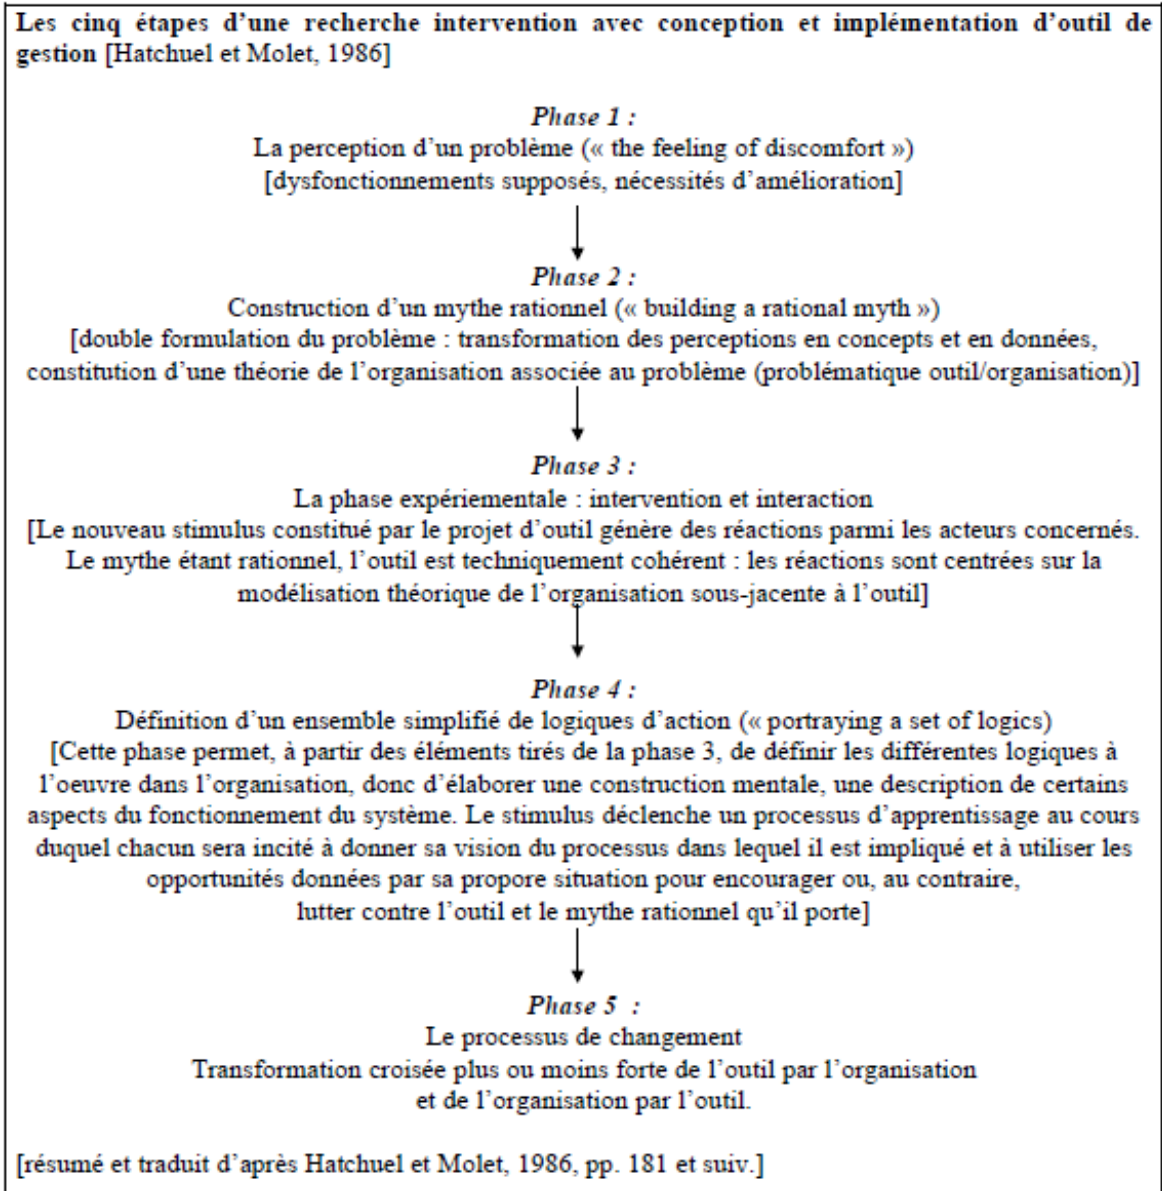 Les cinq étapes d’une recherche intervention avec conception et implémentation d’outil de
gestion [Hatchuel et Molet, 1986]
Phase 1 :
La perception d’un problème (« the feeling of discomfort »)
[dysfonctionnements supposés, nécessités d’amélioration]
Phase 2 :
Construction d’un mythe rationnel (« building a rational myth »)
[double formulation du problème : transformation des perceptions en concepts et en données,
constitution d’une théorie de l’organisation associée au problème (problématique outil/organisation)]
Phase 3 :
La phase expériementale : intervention et interaction
[Le nouveau stimulus constitué par le projet d’outil génère des réactions parmi les acteurs concernés.
Le mythe étant rationnel, l’outil est techniquement cohérent : les réactions sont centrées sur la
modélisation théorique de l’organisation sous-jacente à l’outil]
Phase 4 :
Définition d’un ensemble simplifié de logiques d’action (« portraying a set of logics)
[Cette phase permet, à partir des éléments tirés de la phase 3, de définir les différentes logiques à
l’oeuvre dans l’organisation, donc d’élaborer une construction mentale, une description de certains
aspects du fonctionnement du système. Le stimulus déclenche un processus d’apprentissage au cours
duquel chacun sera incité à donner sa vision du processus dans lequel il est impliqué et à utiliser les
opportunités données par sa propore situation pour encourager ou, au contraire,
lutter contre l’outil et le mythe rationnel qu’il porte]
Phase 5 :
Le processus de changement
Transformation croisée plus ou moins forte de l’outil par l’organisation
et de l’organisation par l’outil.
[résumé et traduit d’après Hatchuel et Molet, 1986, pp. 181 et suiv.]